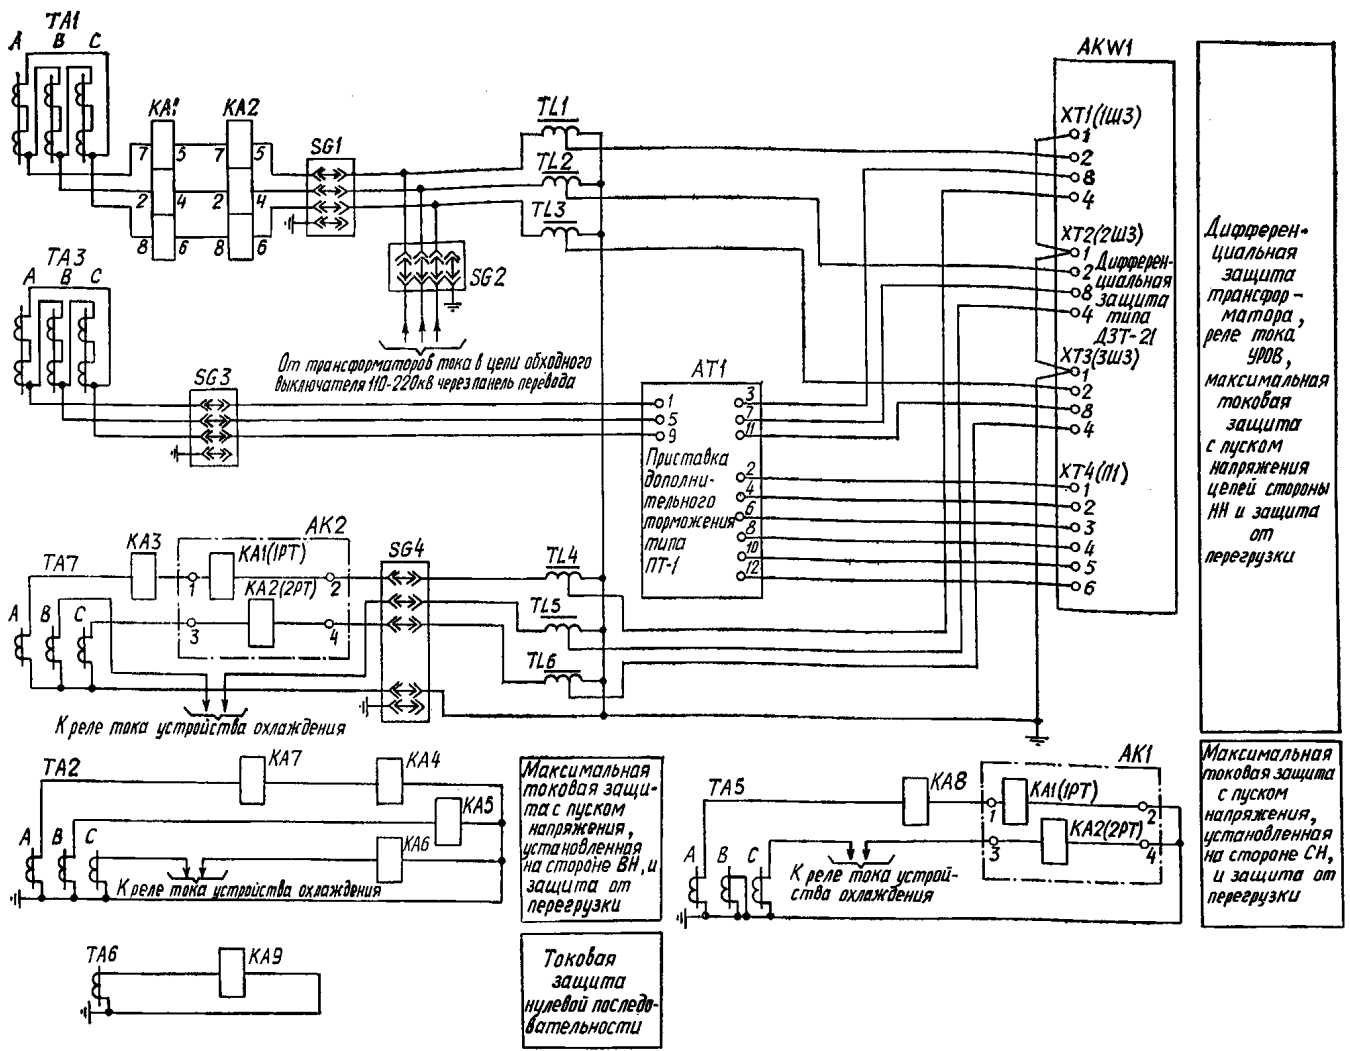 TA1
A B C
KA1 KA2
7 5 7 5
2 4 2 4
8 6 8 6
SG1
SG2
TL1
TL2
TL3
От трансформаторов тока в цепи обходного
выключателя 110-220кВ через панель перевода
TA3
A B C
SG3
AT1
1
5
9
3
7
11
2
4
6
8
10
12
Приставка
дополни-
тельного
торможения
типа
ПТ-1
AKW1
XT1(1Ш3)
1
2
8
4
XT2(2Ш3)
1
2
8
4
Дифферен-
циальная
защита
типа
ДЗТ-21
XT3(3Ш3)
1
2
8
4
XT4(П1)
1
2
3
4
5
6
Дифферен-
циальная
защита
трансфор-
матора,
реле тока
УРОВ,
максимальная
токовая
защита
с пуском
напряжения
цепей стороны
НН и защита
от
перегрузки
TA7
A B C
KA3
AK2
KA1(1PT)
1 2
KA2(2PT)
3 4
SG4
TL4
TL5
TL6
К реле тока устройства охлаждения
TA2
A B C
KA7 KA4
KA5
KA6
К реле тока устройства охлаждения
Максимальная
токовая защи-
та с пуском
напряжения,
установленная
на стороне ВН, и
защита от
перегрузки
TA5
A B C
KA8
AK1
KA1(1PT)
1 2
KA2(2PT)
3 4
К реле тока устрой-
ства охлаждения
Максимальная
токовая защита
с пуском
напряжения,
установленная
на стороне СН,
и защита от
перегрузки
TA6
KA9
Токовая
защита
нулевой последо-
вательности